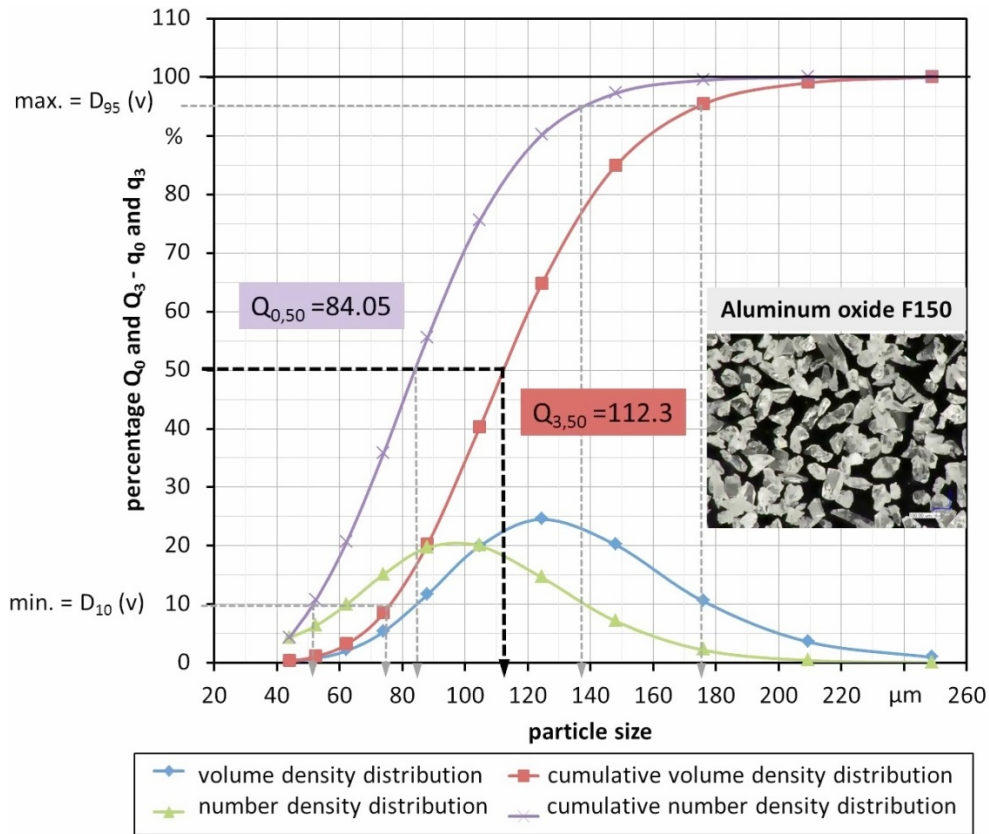 110
100
max. = D95 (v)
%
90
80
70
60
50
40
30
20
min. = D10 (v)
10
0
percentage Q0 and Q3 - q0 and q3
Q0,50 =84.05
Q3,50 =112.3
Aluminum oxide F150
20 40 60 80 100 120 140 160 180 200 220 µm 260
particle size
volume density distribution
cumulative volume density distribution
number density distribution
cumulative number density distribution